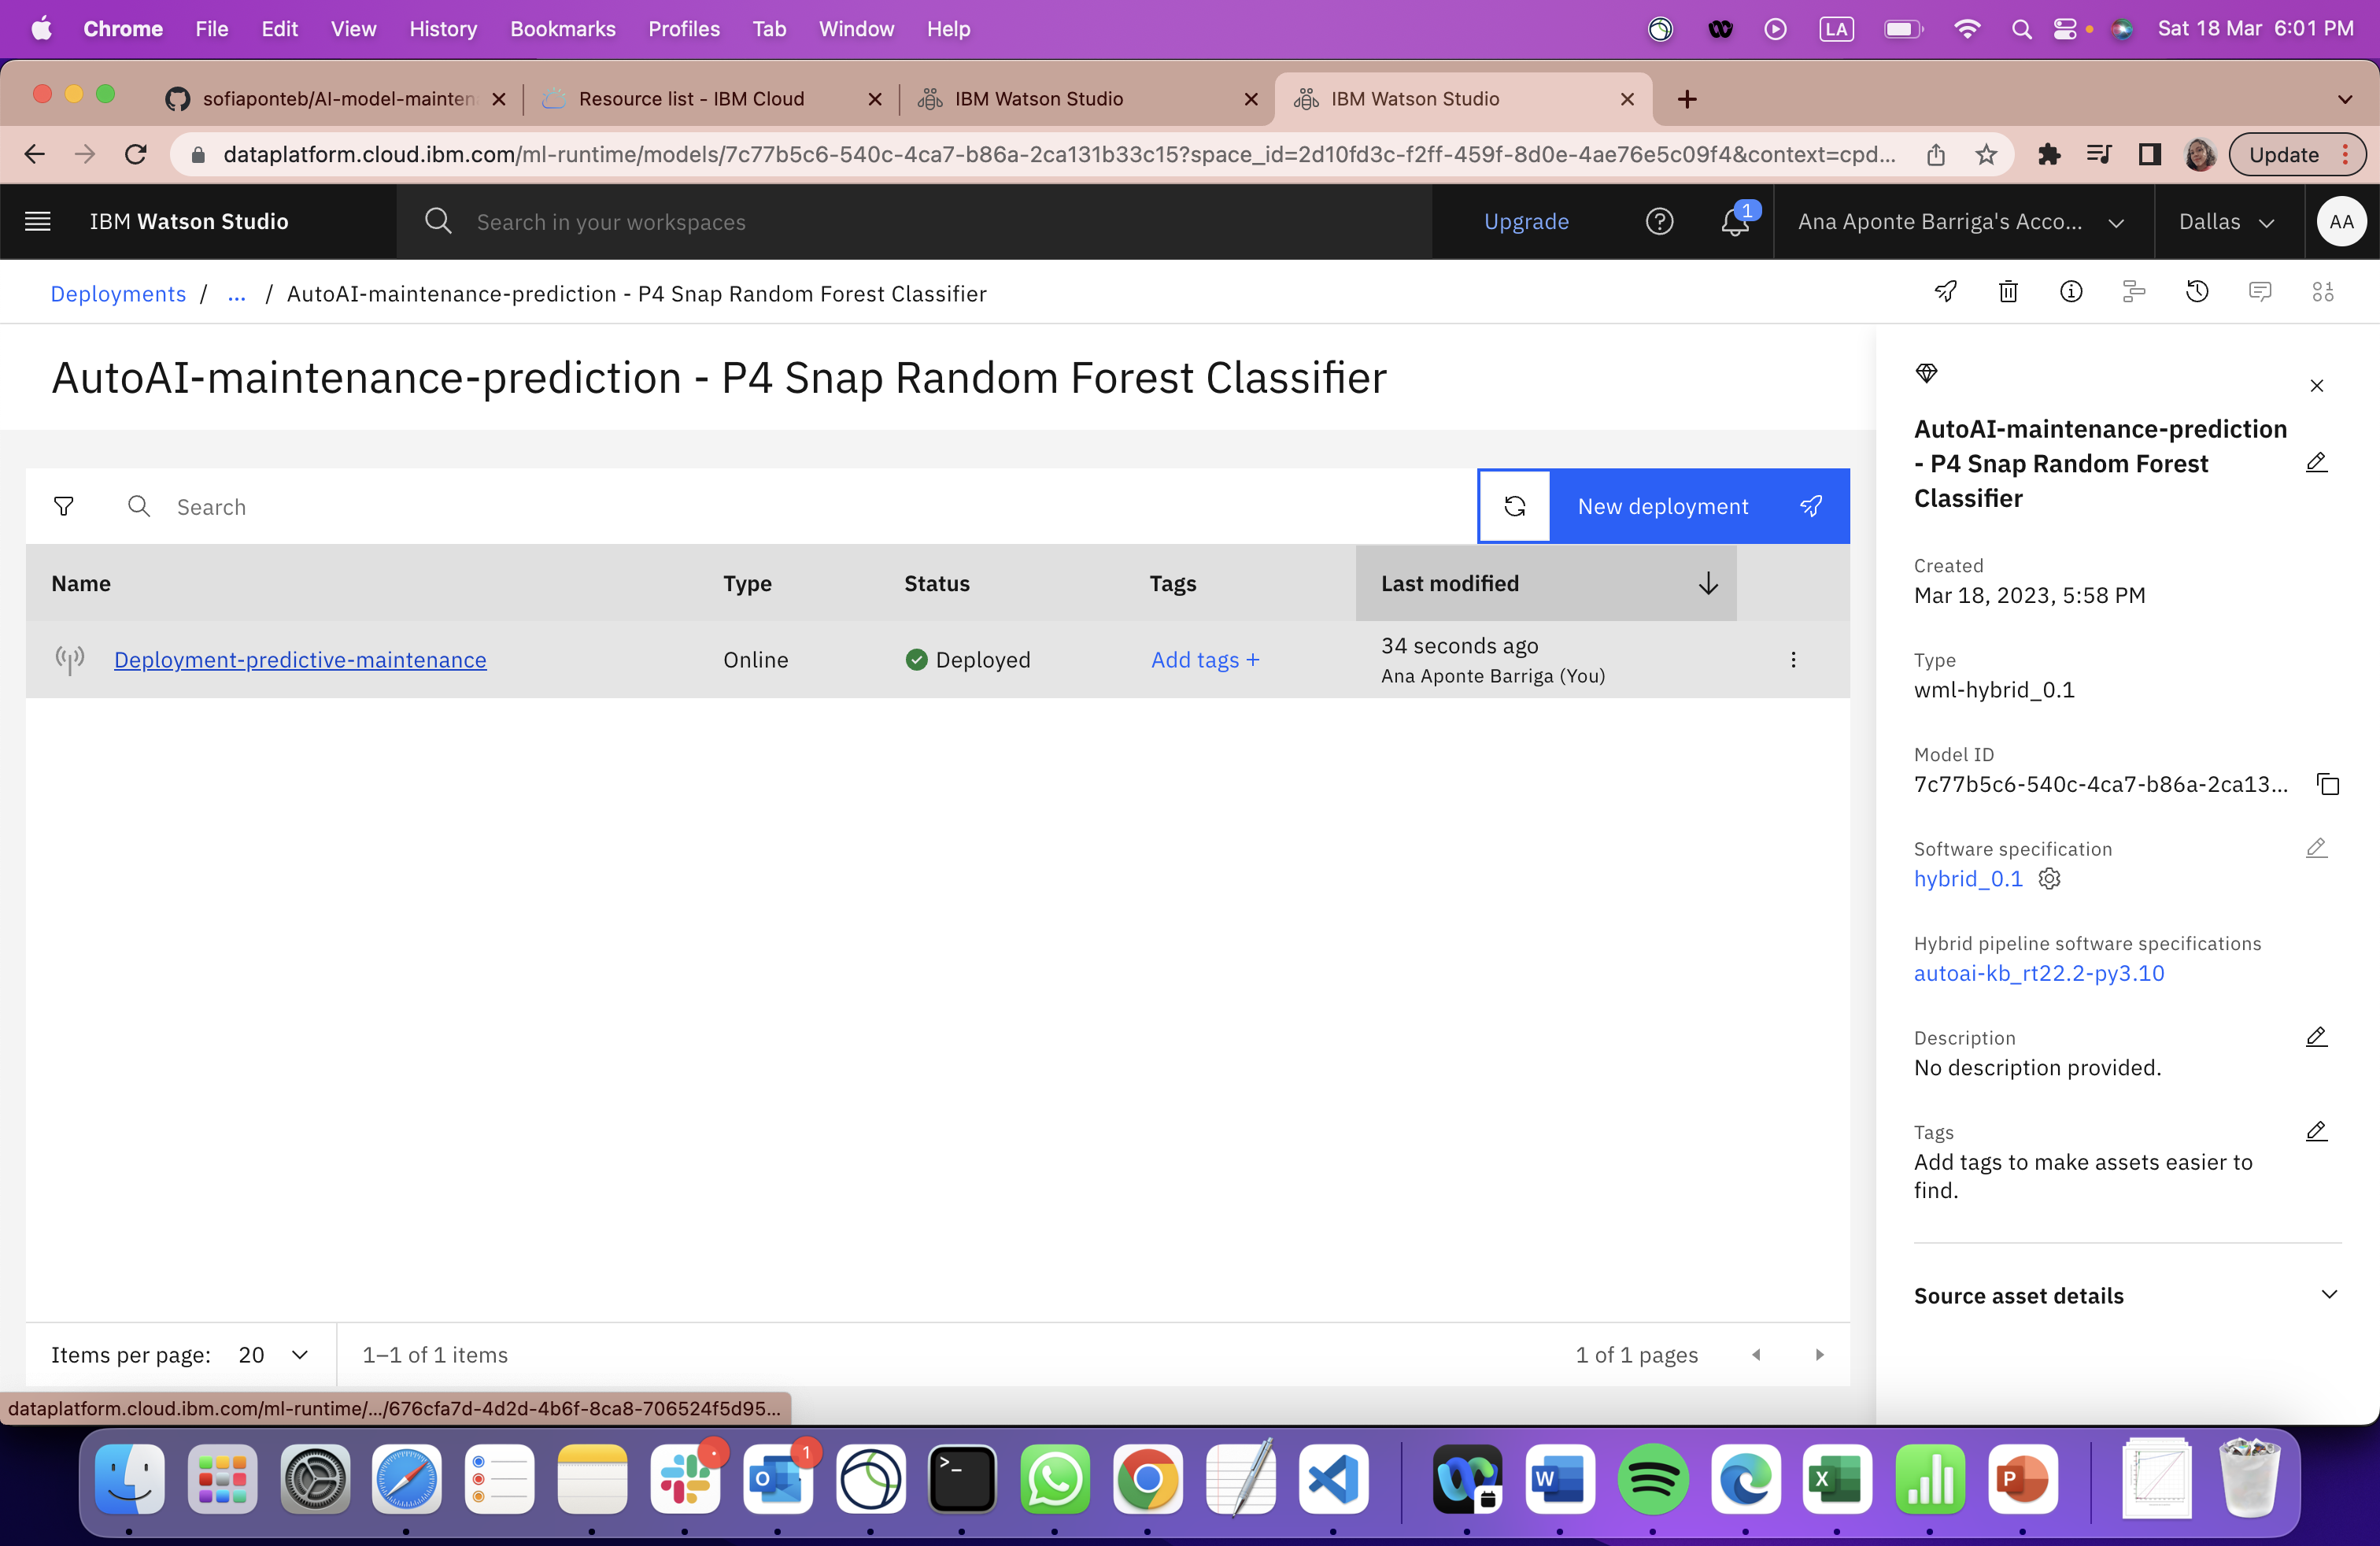 Chrome File Edit View History Bookmarks Profiles Tab Window Help LA Sat 18 Mar 6:01 PM
sofiaponteb/AI-model-mainten Resource list - IBM Cloud IBM Watson Studio IBM Watson Studio
dataplatform.cloud.ibm.com/ml-runtime/models/7c77b5c6-540c-4ca7-b86a-2ca131b33c15?space_id=2d10fd3c-f2ff-459f-8d0e-4ae76e5c09f4&context=cpd... Update
IBM Watson Studio Search in your workspaces Upgrade 1 Ana Aponte Barriga's Acco... Dallas AA
Deployments / ... / AutoAI-maintenance-prediction - P4 Snap Random Forest Classifier
AutoAI-maintenance-prediction - P4 Snap Random Forest Classifier
Search New deployment
Name Type Status Tags Last modified
Deployment-predictive-maintenance Online Deployed Add tags + 34 seconds ago
Ana Aponte Barriga (You)
Items per page: 20 1–1 of 1 items 1 of 1 pages
AutoAI-maintenance-prediction
- P4 Snap Random Forest
Classifier
Created
Mar 18, 2023, 5:58 PM
Type
wml-hybrid_0.1
Model ID
7c77b5c6-540c-4ca7-b86a-2ca13...
Software specification
hybrid_0.1
Hybrid pipeline software specifications
autoai-kb_rt22.2-py3.10
Description
No description provided.
Tags
Add tags to make assets easier to
find.
Source asset details
dataplatform.cloud.ibm.com/ml-runtime/.../676cfa7d-4d2d-4b6f-8ca8-706524f5d95...
1